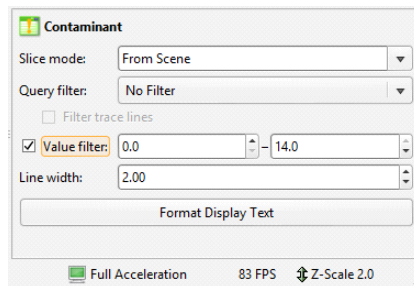 Contaminant
Slice mode: From Scene
Query filter: No Filter
Filter trace lines
Value filter: 0.0 – 14.0
Line width: 2.00
Format Display Text
Full Acceleration 83 FPS Z-Scale 2.0